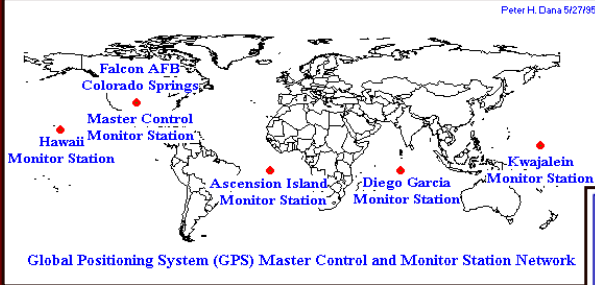 Peter H. Dana 5/27/95
Falcon AFB
Colorado Springs
Master Control
Monitor Station
Hawaii
Monitor Station
Ascension Island
Monitor Station
Diego Garcia
Monitor Station
Kwajalein
Monitor Station
Global Positioning System (GPS) Master Control and Monitor Station Network